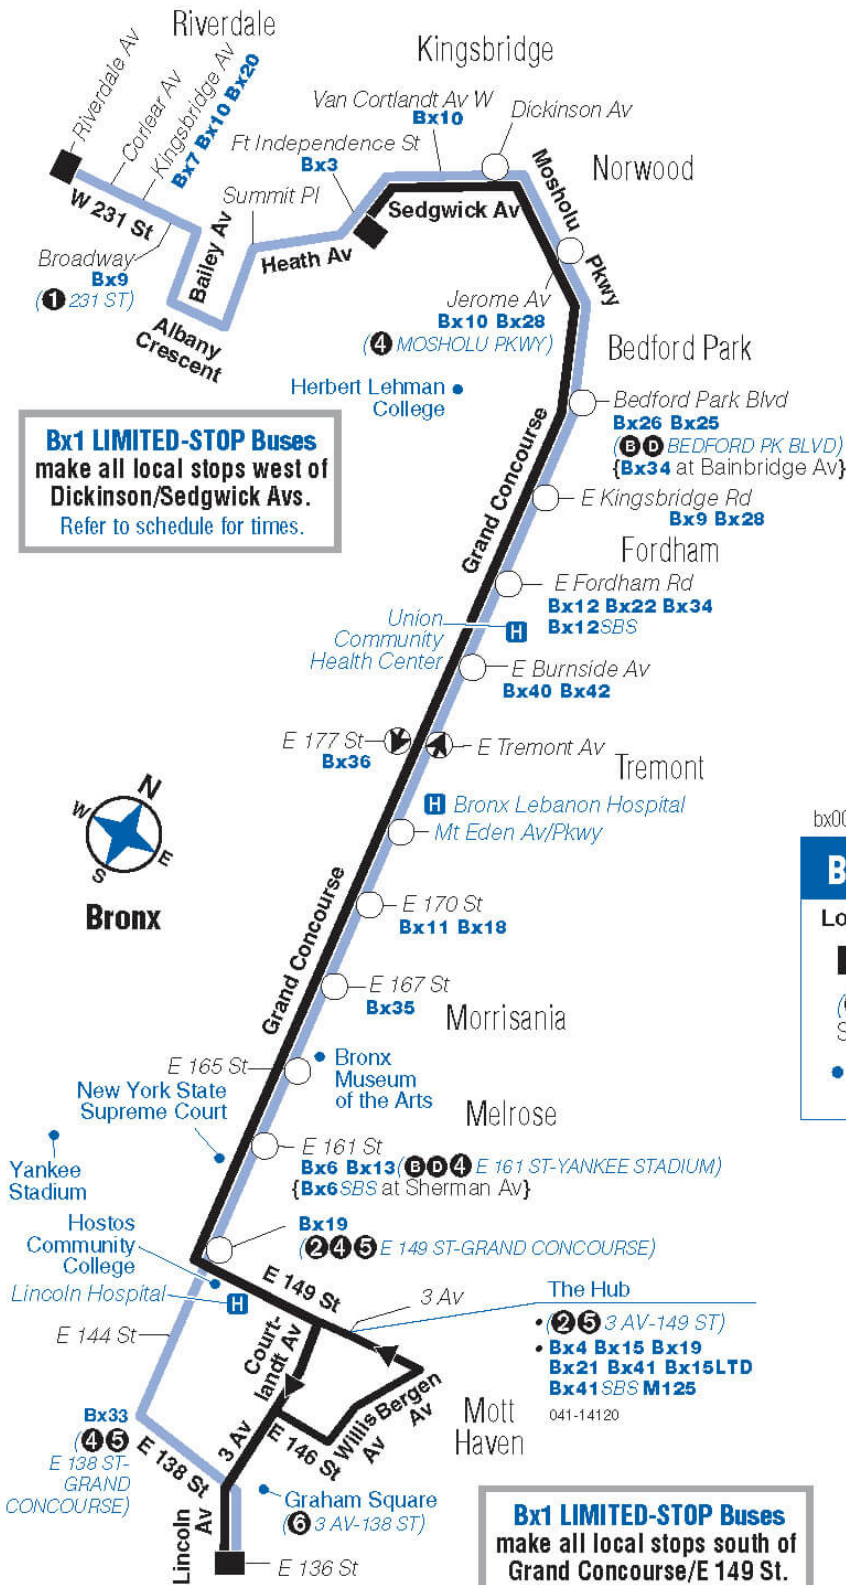 Riverdale
Kingsbridge
Riverdale Av
Corlear Av
Kingsbridge Av
Bx7 Bx10 Bx20
Van Cortlandt Av W
Bx10
Dickinson Av
Ft Independence St
Bx3
Norwood
Mosholu Pkwy
Summit Pl
Sedgwick Av
W 231 St
Bailey Av
Heath Av
Broadway
Bx9
(1 231 ST)
Albany
Crescent
Jerome Av
Bx10 Bx28
(4 MOSHOLU PKWY)
Bedford Park
Herbert Lehman
College
Bedford Park Blvd
Bx26 Bx25
(B D BEDFORD PK BLVD)
{Bx34 at Bainbridge Av}
Bx1 LIMITED-STOP Buses
make all local stops west of
Dickinson/Sedgwick Avs.
Refer to schedule for times.
Grand Concourse
E Kingsbridge Rd
Bx9 Bx28
Fordham
E Fordham Rd
Bx12 Bx22 Bx34
Bx12SBS
Union
Community
Health Center
H
E Burnside Av
Bx40 Bx42
E 177 St
Bx36
E Tremont Av
Tremont
H Bronx Lebanon Hospital
Mt Eden Av/Pkwy
N
W
E
S
Bronx
bx00
B
Lo
(
S
E 170 St
Bx11 Bx18
Grand Concourse
E 167 St
Bx35
Morrisania
E 165 St
Bronx
Museum
of the Arts
New York State
Supreme Court
Melrose
Yankee
Stadium
E 161 St
Bx6 Bx13 (B D 4 E 161 ST-YANKEE STADIUM)
{Bx6SBS at Sherman Av}
Hostos
Community
College
Bx19
(2 4 5 E 149 ST-GRAND CONCOURSE)
Lincoln Hospital
H
E 149 St
3 Av
The Hub
• (2 5 3 AV-149 ST)
• Bx4 Bx15 Bx19
Bx21 Bx41 Bx15LTD
Bx41SBS M125
041-14120
E 144 St
Court-
landt Av
Bergen
Av
Willis
Av
E 146 St
3 Av
Mott
Haven
Bx33
(4 5
E 138 ST-
GRAND
CONCOURSE)
E 138 St
Lincoln
Av
Graham Square
(6 3 AV-138 ST)
E 136 St
Bx1 LIMITED-STOP Buses
make all local stops south of
Grand Concourse/E 149 St.